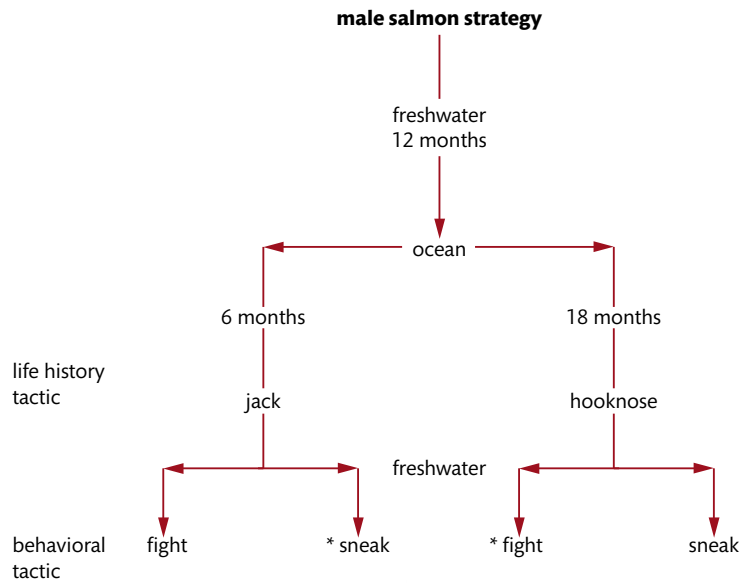 male salmon strategy
freshwater
12 months
ocean
6 months
18 months
life history
tactic
jack
hooknose
freshwater
behavioral
tactic
fight
* sneak
* fight
sneak